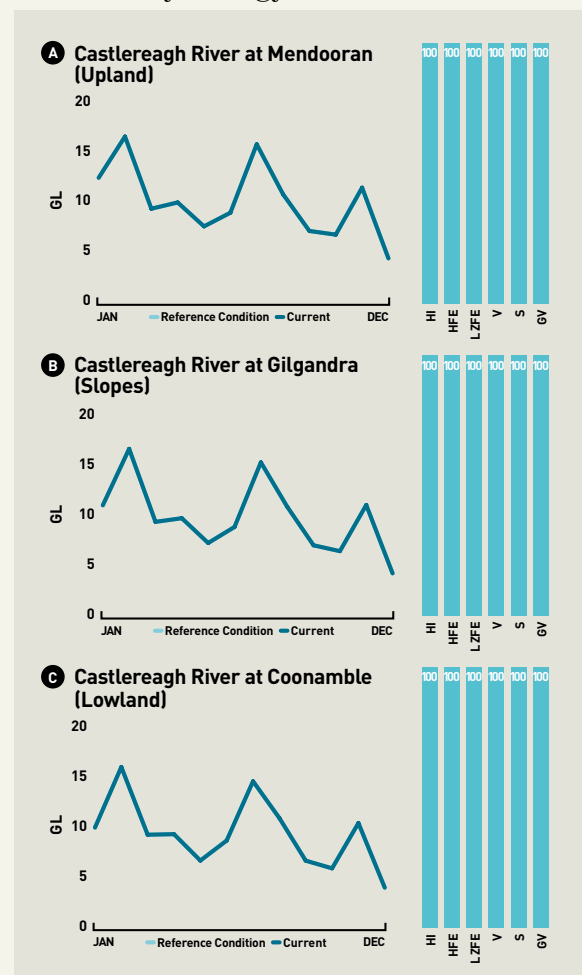 A Castlereagh River at Mendooran
(Upland)
20
15
10
5
0
GL
JAN
Reference Condition
Current
DEC
100 100 100 100 100 100
HI HFE LZFE V S GV
B Castlereagh River at Gilgandra
(Slopes)
20
15
10
5
0
GL
JAN
Reference Condition
Current
DEC
100 100 100 100 100 100
HI HFE LZFE V S GV
C Castlereagh River at Coonamble
(Lowland)
20
15
10
5
0
GL
JAN
Reference Condition
Current
DEC
100 100 100 100 100 100
HI HFE LZFE V S GV